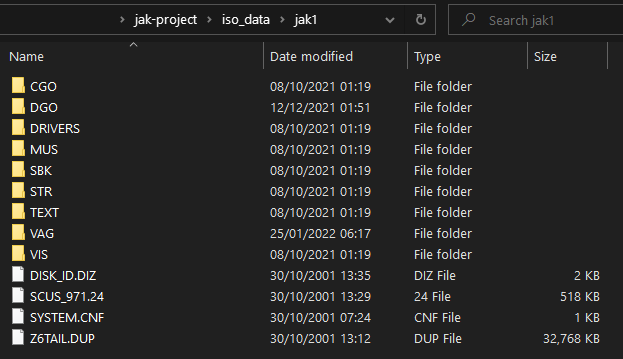 jak-project > iso_data > jak1 Search jak1
Name Date modified Type Size
CGO 08/10/2021 01:19 File folder
DGO 12/12/2021 01:51 File folder
DRIVERS 08/10/2021 01:19 File folder
MUS 08/10/2021 01:19 File folder
SBK 08/10/2021 01:19 File folder
STR 08/10/2021 01:19 File folder
TEXT 08/10/2021 01:19 File folder
VAG 25/01/2022 06:17 File folder
VIS 08/10/2021 01:19 File folder
DISK_ID.DIZ 30/10/2001 13:35 DIZ File 2 KB
SCUS_971.24 30/10/2001 13:29 24 File 518 KB
SYSTEM.CNF 30/10/2001 07:24 CNF File 1 KB
Z6TAIL.DUP 30/10/2001 13:12 DUP File 32,768 KB